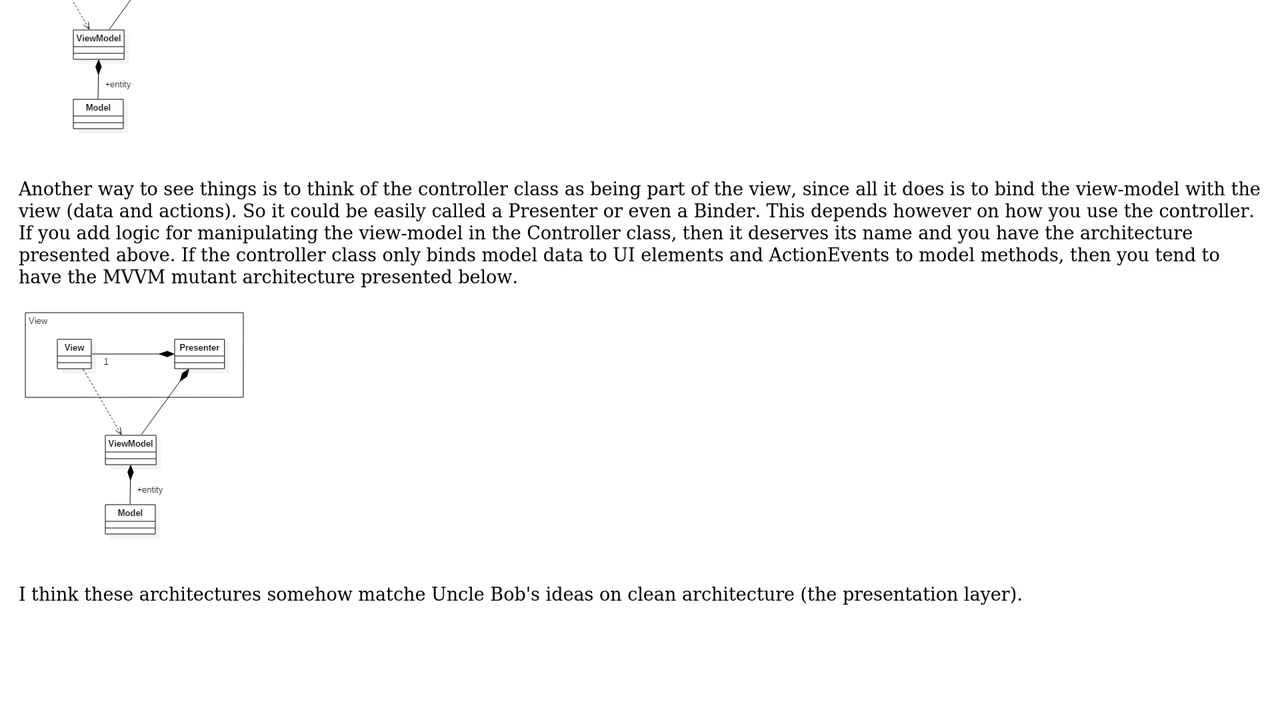 ViewModel
+entity
Model
Another way to see things is to think of the controller class as being part of the view, since all it does is to bind the view-model with the
view (data and actions). So it could be easily called a Presenter or even a Binder. This depends however on how you use the controller.
If you add logic for manipulating the view-model in the Controller class, then it deserves its name and you have the architecture
presented above. If the controller class only binds model data to UI elements and ActionEvents to model methods, then you tend to
have the MVVM mutant architecture presented below.
View
View
Presenter
1
ViewModel
+entity
Model
I think these architectures somehow matche Uncle Bob's ideas on clean architecture (the presentation layer).